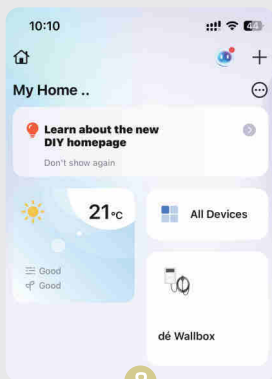 10:10
44
My Home ..
Learn about the new
DIY homepage
Don't show again
21°C
All Devices
Good
Good
dé Wallbox